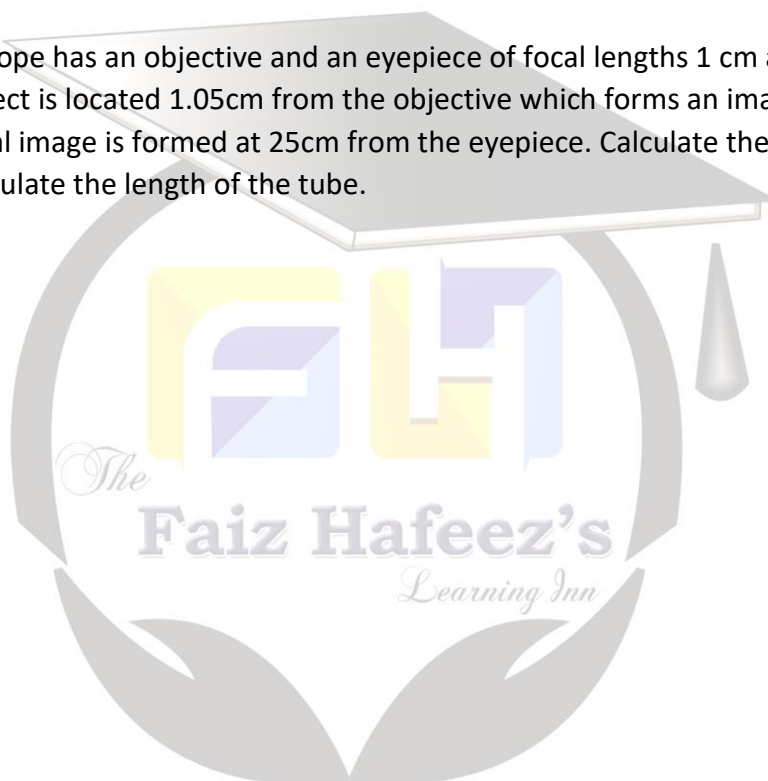 ope has an objective and an eyepiece of focal lengths 1 cm a
ect is located 1.05cm from the objective which forms an ima
al image is formed at 25cm from the eyepiece. Calculate the
ulate the length of the tube.
FH
The
Faiz Hafeez's
Learning Inn